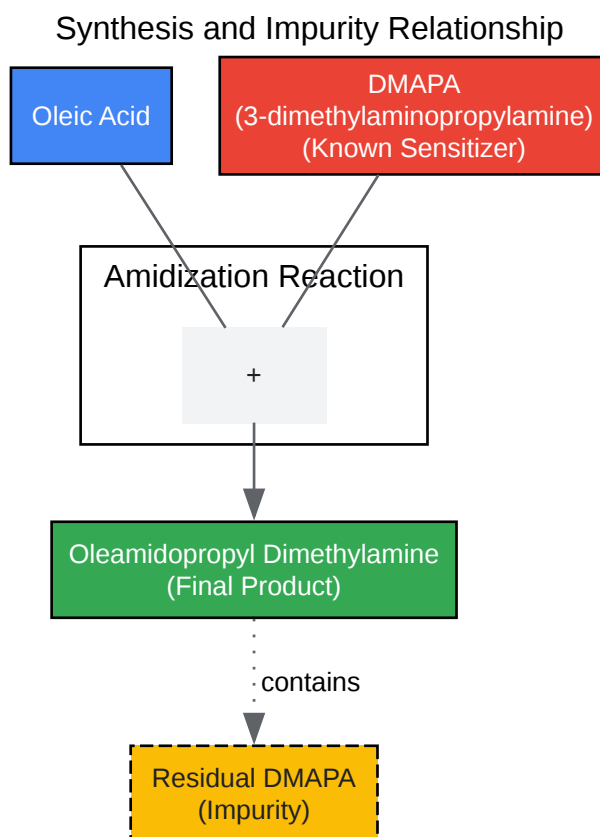 Synthesis and Impurity Relationship
Oleic Acid
DMAPA
(3-dimethylaminopropylamine)
(Known Sensitizer)
Amidization Reaction
+
Oleamidopropyl Dimethylamine
(Final Product)
contains
Residual DMAPA
(Impurity)